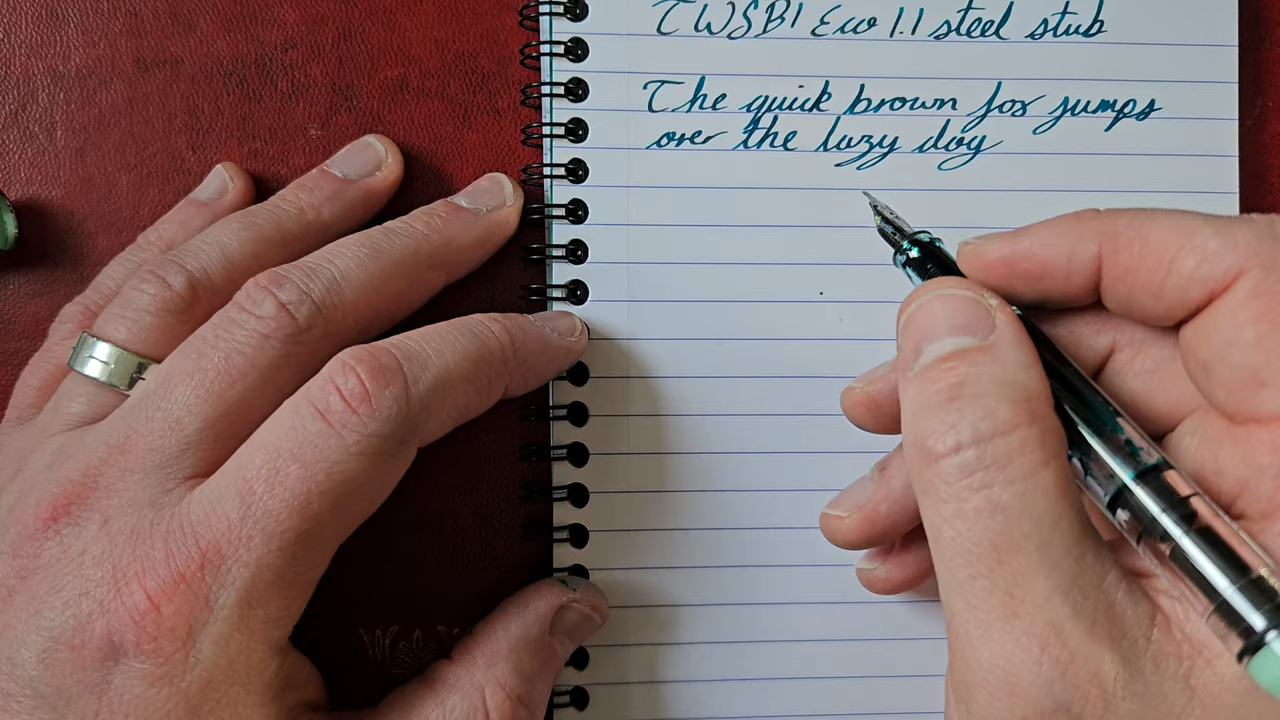 TWSBI Eco 1.1 steel stub
The quick brown fox jumps
over the lazy dog